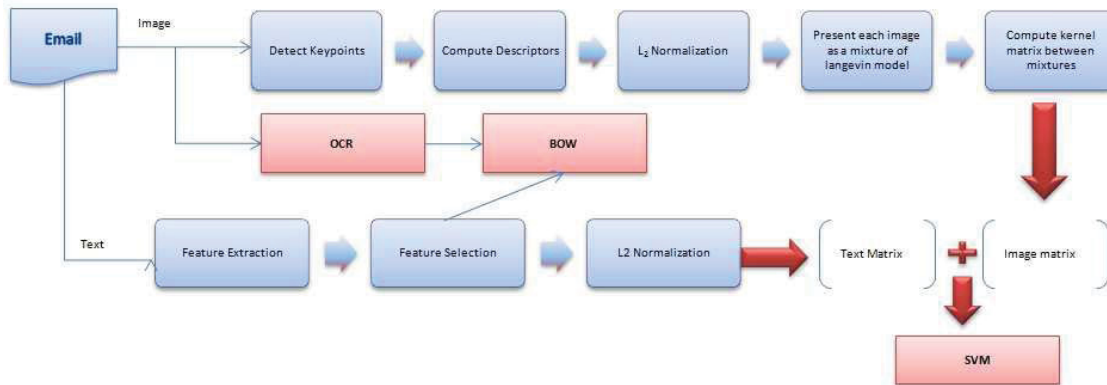 Image
Email
Detect Keypoints
Compute Descriptors
L₂ Normalization
Present each image
as a mixture of
langevin model
Compute kernel
matrix between
mixtures
OCR
BOW
Text
Feature Extraction
Feature Selection
L2 Normalization
Text Matrix
+
Image matrix
SVM